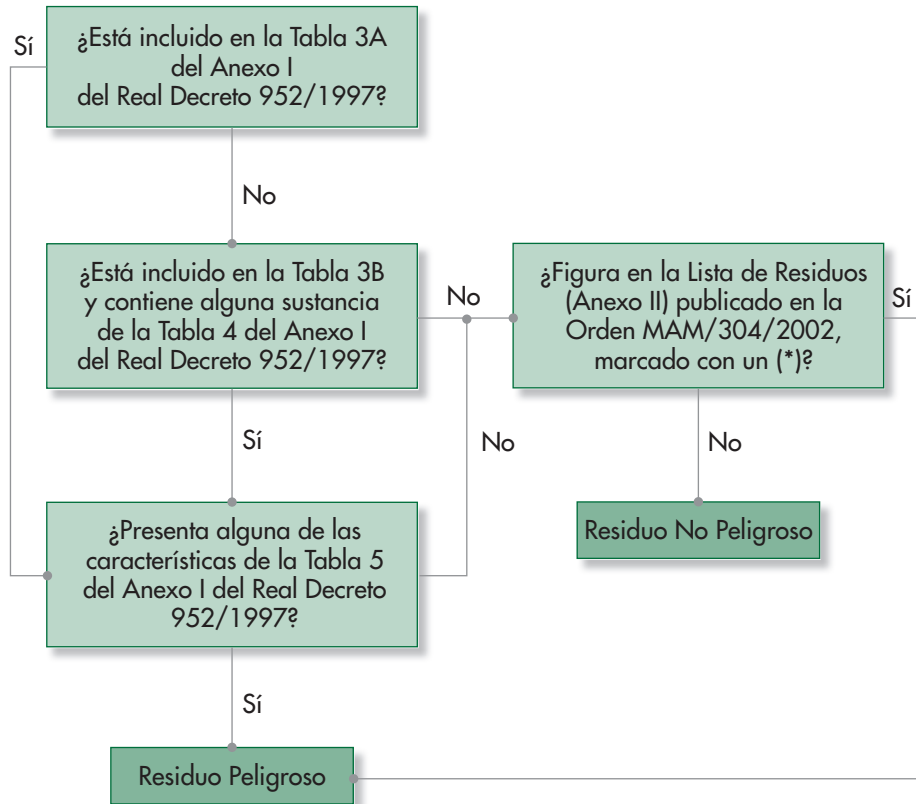 Sí
¿Está incluido en la Tabla 3A
del Anexo I
del Real Decreto 952/1997?
No
¿Está incluido en la Tabla 3B
y contiene alguna sustancia
de la Tabla 4 del Anexo I
del Real Decreto 952/1997?
No
¿Figura en la Lista de Residuos
(Anexo II) publicado en la
Orden MAM/304/2002,
marcado con un (*)?
Sí
Sí
No
No
¿Presenta alguna de las
características de la Tabla 5
del Anexo I del Real Decreto
952/1997?
Residuo No Peligroso
Sí
Residuo Peligroso